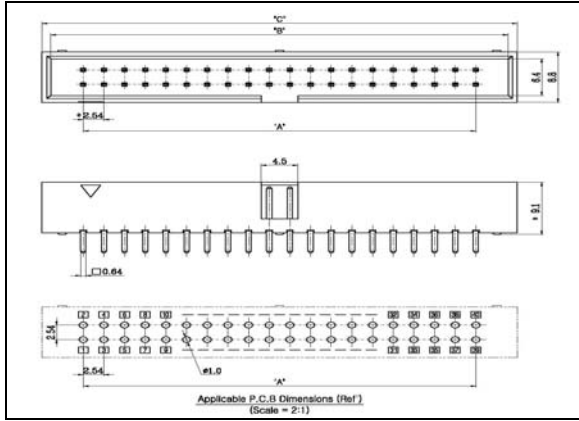 "C"
"B"
6.4
8.8
* 2.54
"A"
4.5
* 9.1
□0.64
2 4 6 8 10 32 34 36 38 40
2.54
1 3 5 7 9 31 33 35 37 39
2.54
ø1.0
"A"
Applicable P.C.B Dimensions (Ref')
(Scale = 2:1)